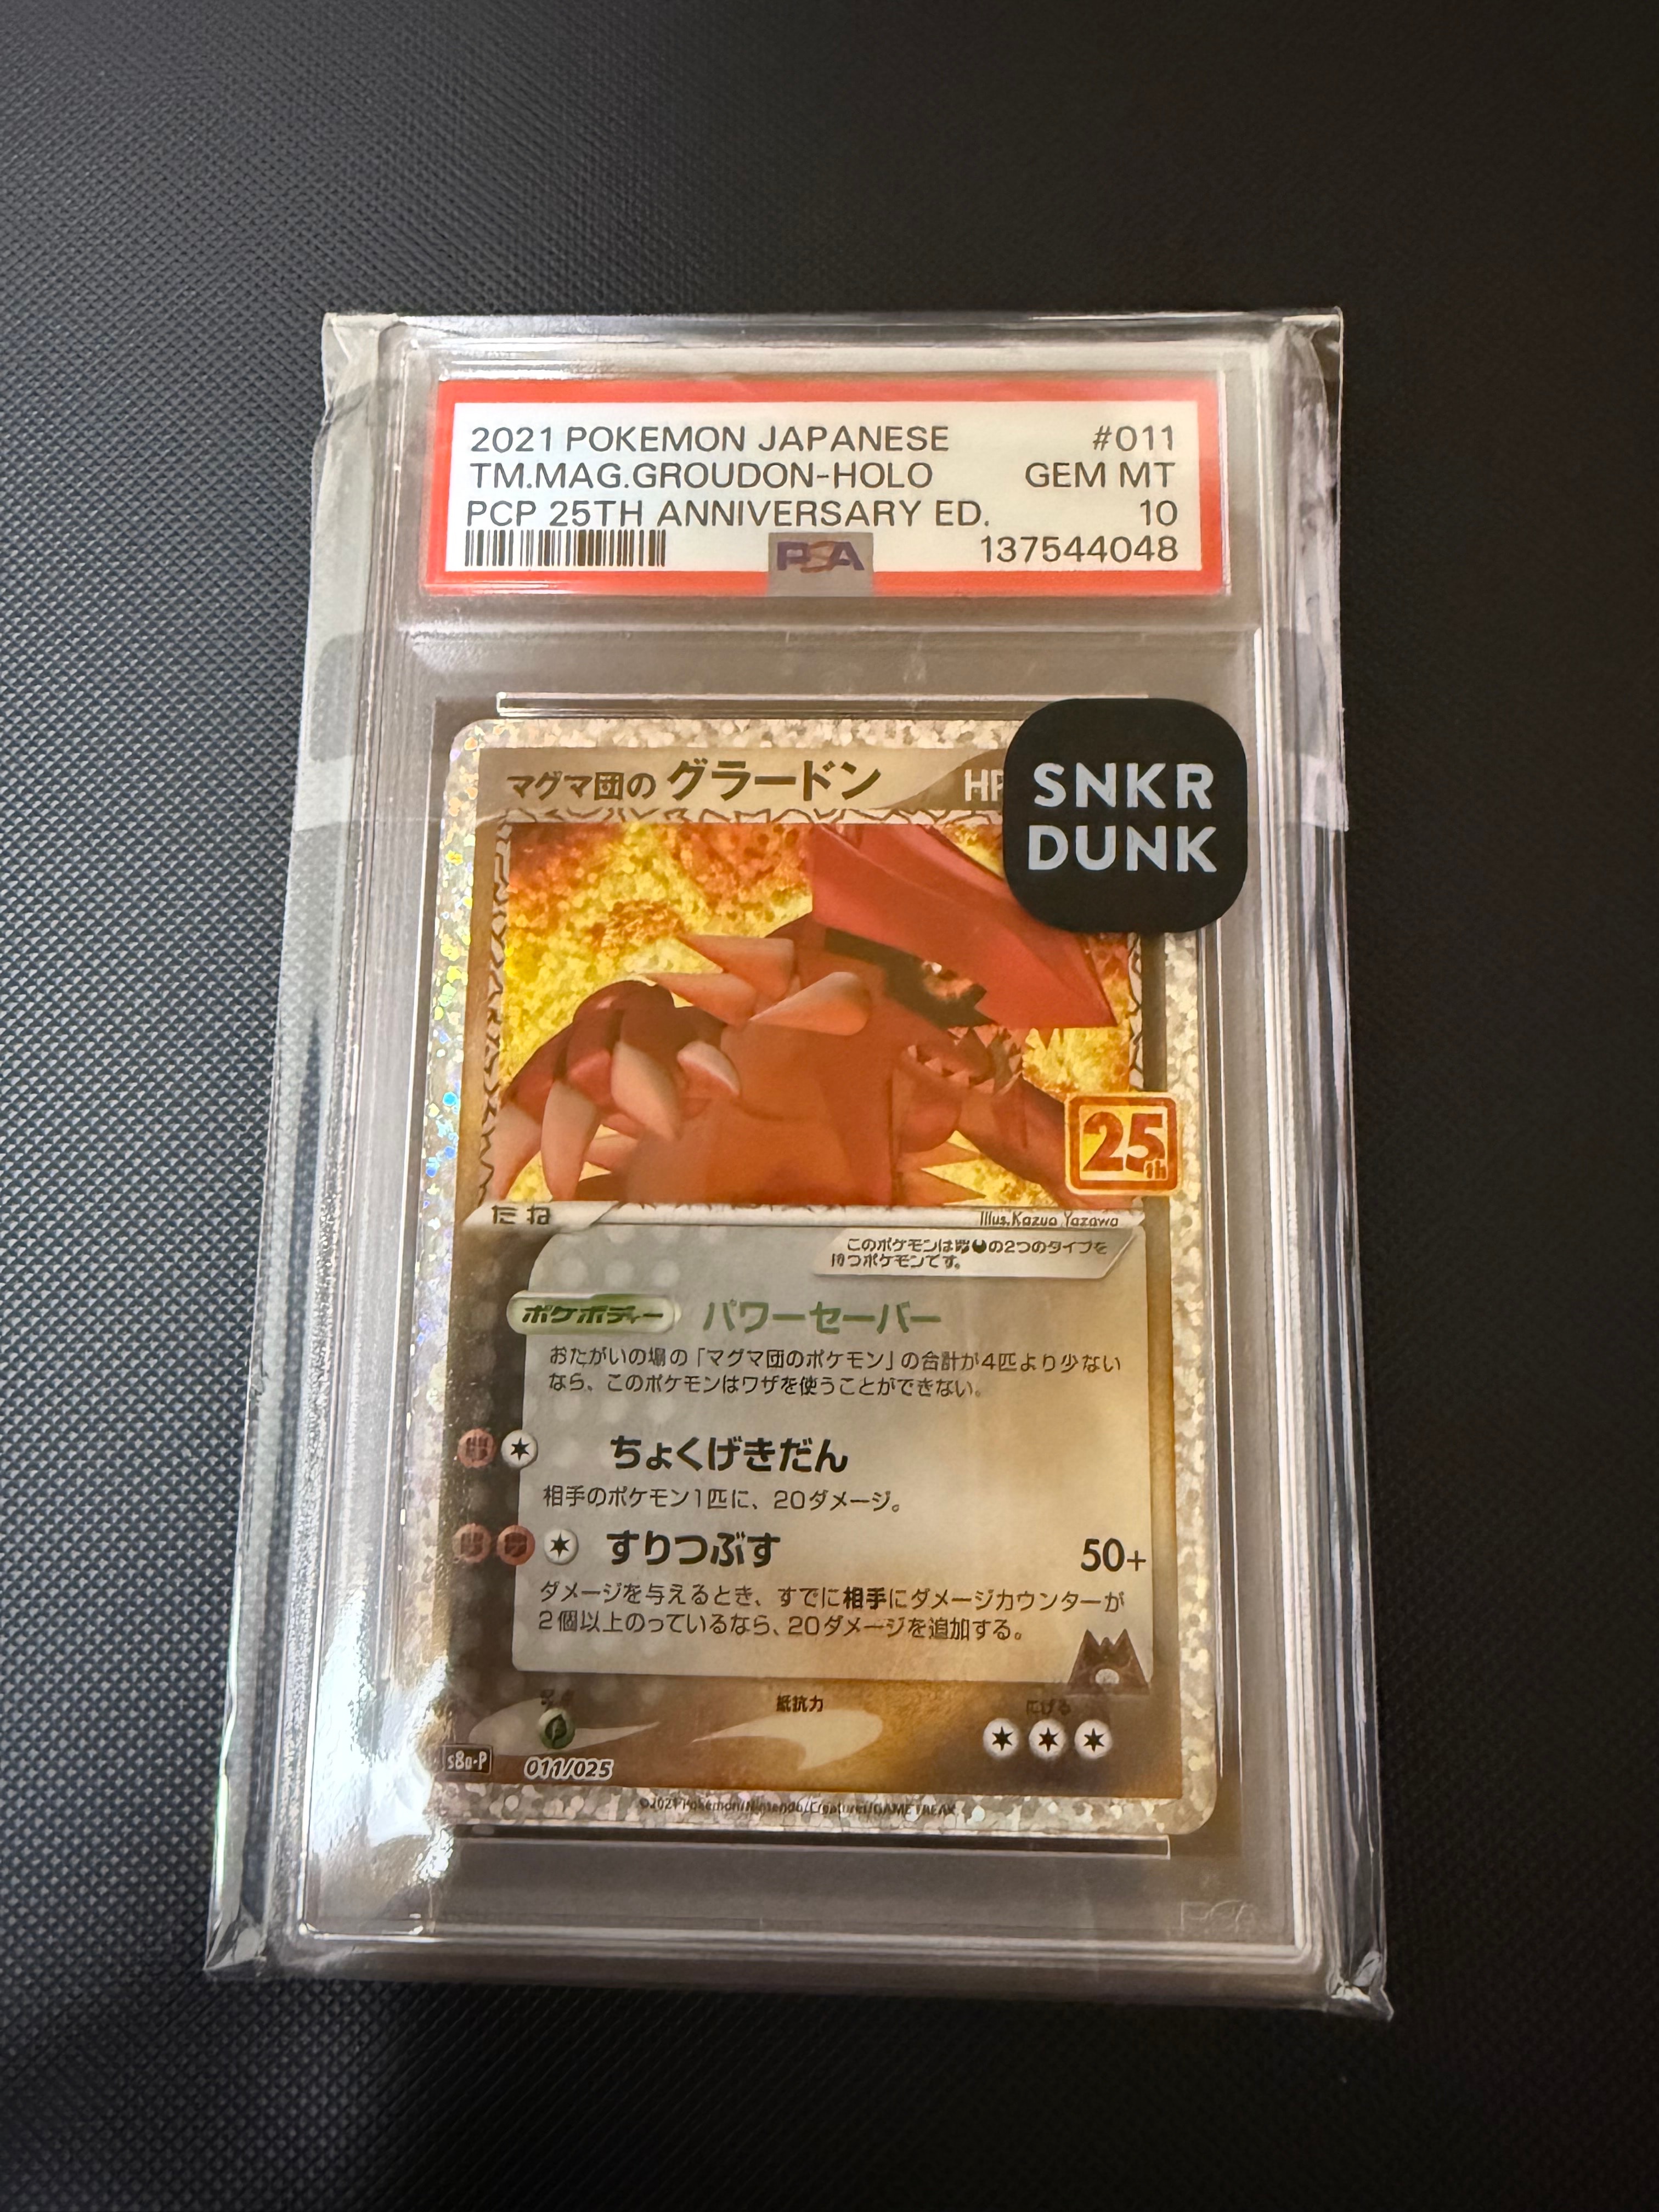 2021 POKEMON JAPANESE #011
TM.MAG.GROUDON-HOLO GEM MT
PCP 25TH ANNIVERSARY ED. 10
PSA 137544048
マグマ団の グラードン HP
SNKR
DUNK
25th
たね
Illus.Kazuo Yazawa
このポケモンはの2つのタイプを
持つポケモンです。
ポケボディー パワーセーバー
おたがいの場の「マグマ団のポケモン」の合計が4匹より少ない
なら、このポケモンはワザを使うことができない。
ちょくげきだん
相手のポケモン1匹に、20ダメージ。
すりつぶす 50+
ダメージを与えるとき、すでに相手にダメージカウンターが
2個以上のっているなら、20ダメージを追加する。
抵抗力 にげる
s8a-P 011/025
©2021 Pokémon/Nintendo/Creatures/GAME FREAK
PSA